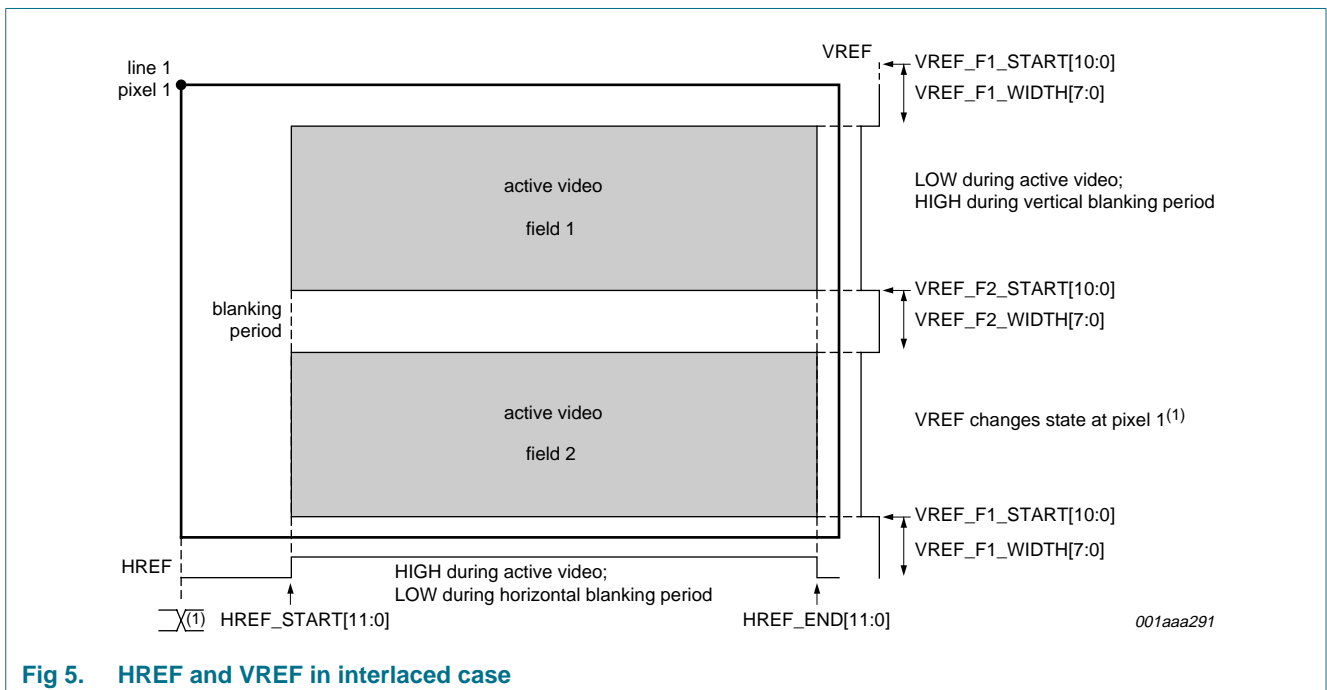 VREF
VREF_F1_START[10:0]
line 1
pixel 1
VREF_F1_WIDTH[7:0]
active video
field 1
LOW during active video;
HIGH during vertical blanking period
blanking
period
VREF_F2_START[10:0]
VREF_F2_WIDTH[7:0]
active video
field 2
VREF changes state at pixel 1(1)
VREF_F1_START[10:0]
VREF_F1_WIDTH[7:0]
HREF
HIGH during active video;
LOW during horizontal blanking period
(1)
HREF_START[11:0]
HREF_END[11:0]
001aaa291
Fig 5. HREF and VREF in interlaced case